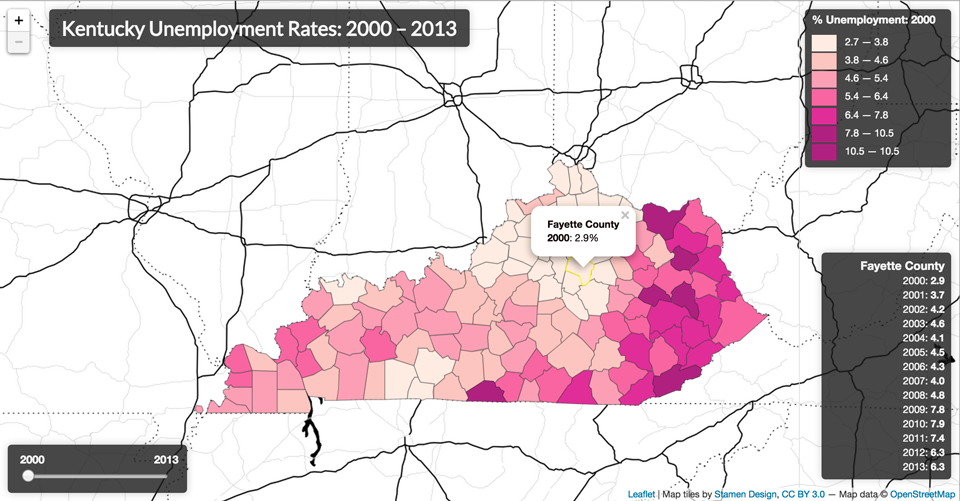 +
−
Kentucky Unemployment Rates: 2000 – 2013
% Unemployment: 2000
2.7 — 3.8
3.8 — 4.6
4.6 — 5.4
5.4 — 6.4
6.4 — 7.8
7.8 — 10.5
10.5 — 10.5
×
Fayette County
2000: 2.9%
Fayette County
2000: 2.9
2001: 3.7
2002: 4.2
2003: 4.6
2004: 4.1
2005: 4.5
2006: 4.3
2007: 4.0
2008: 4.8
2009: 7.8
2010: 7.9
2011: 7.4
2012: 6.3
2013: 6.3
2000 2013
Leaflet | Map tiles by Stamen Design, CC BY 3.0 — Map data © OpenStreetMap